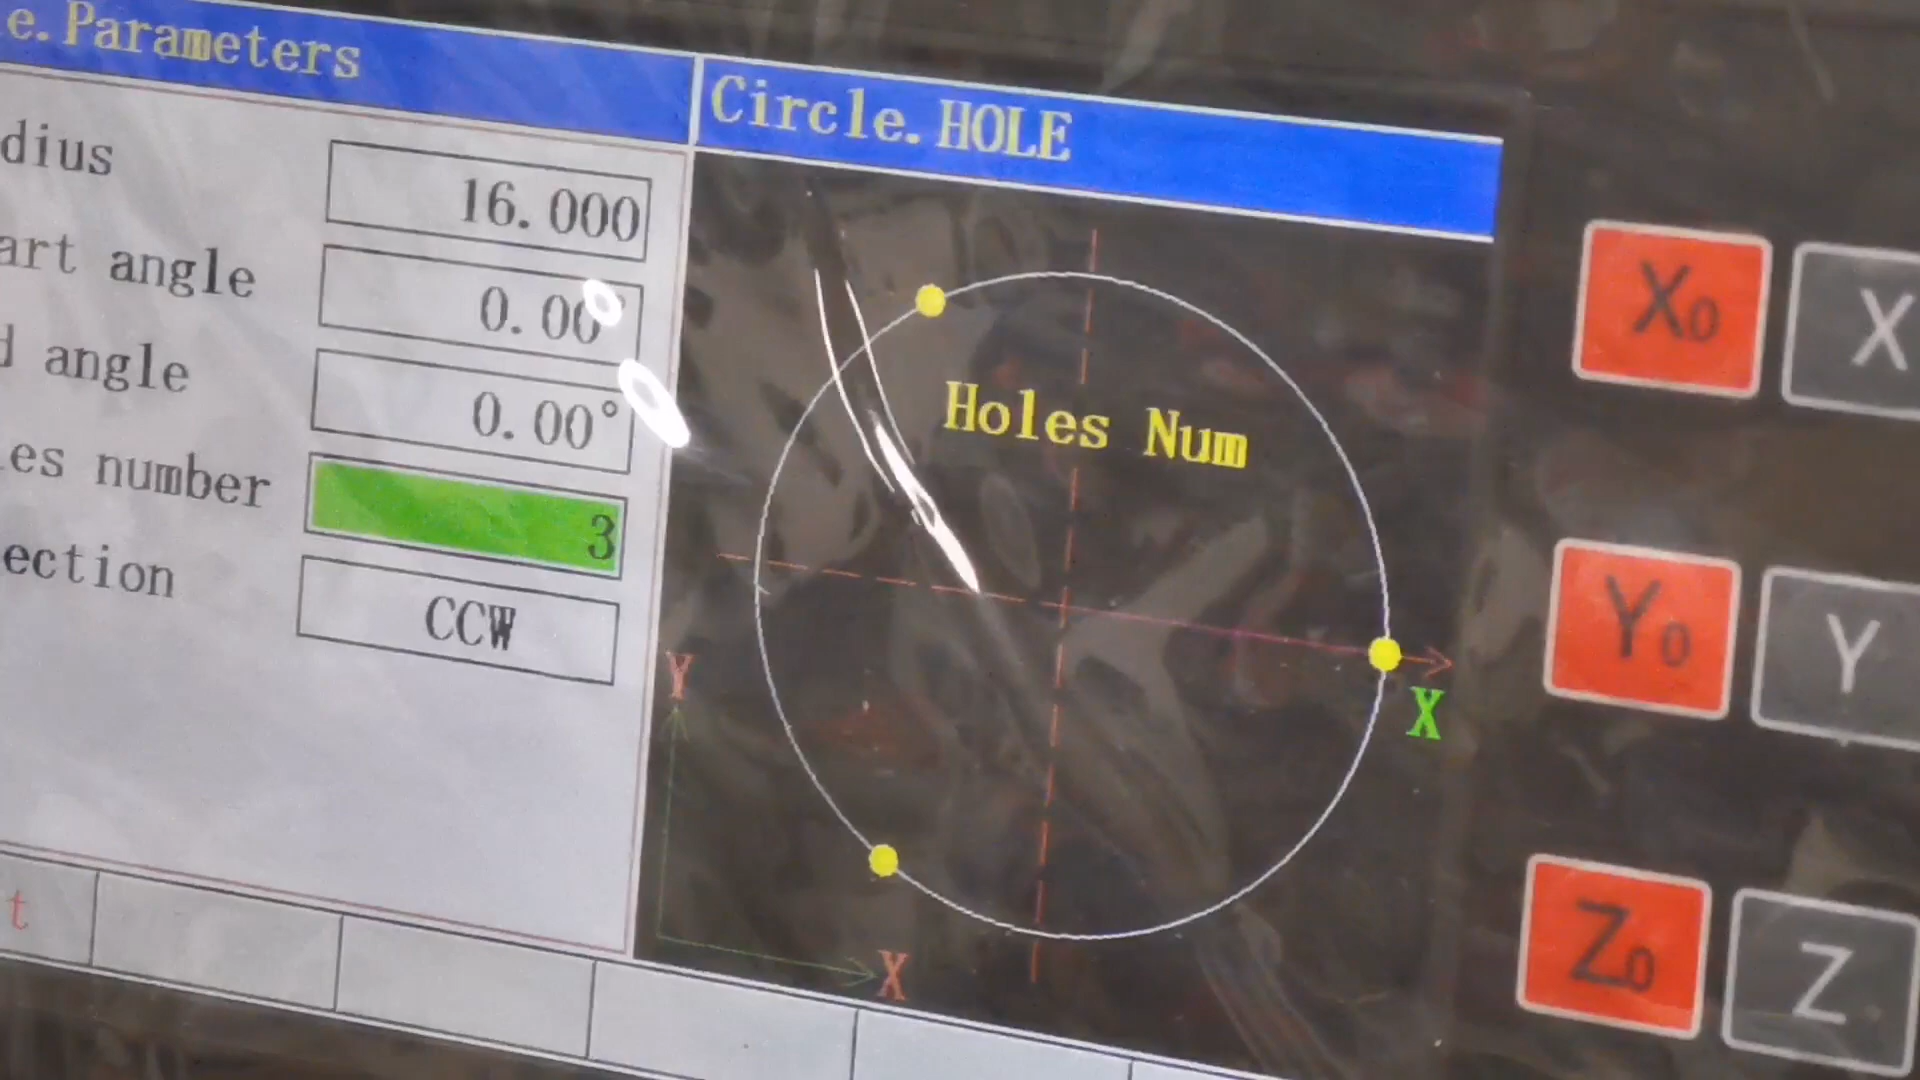 e.Parameters
Circle.HOLE
dius 16.000
art angle 0.00°
d angle 0.00°
es number 3
ection CCW
Holes Num
Y
X
X
t
X0 X
Y0 Y
Z0 Z